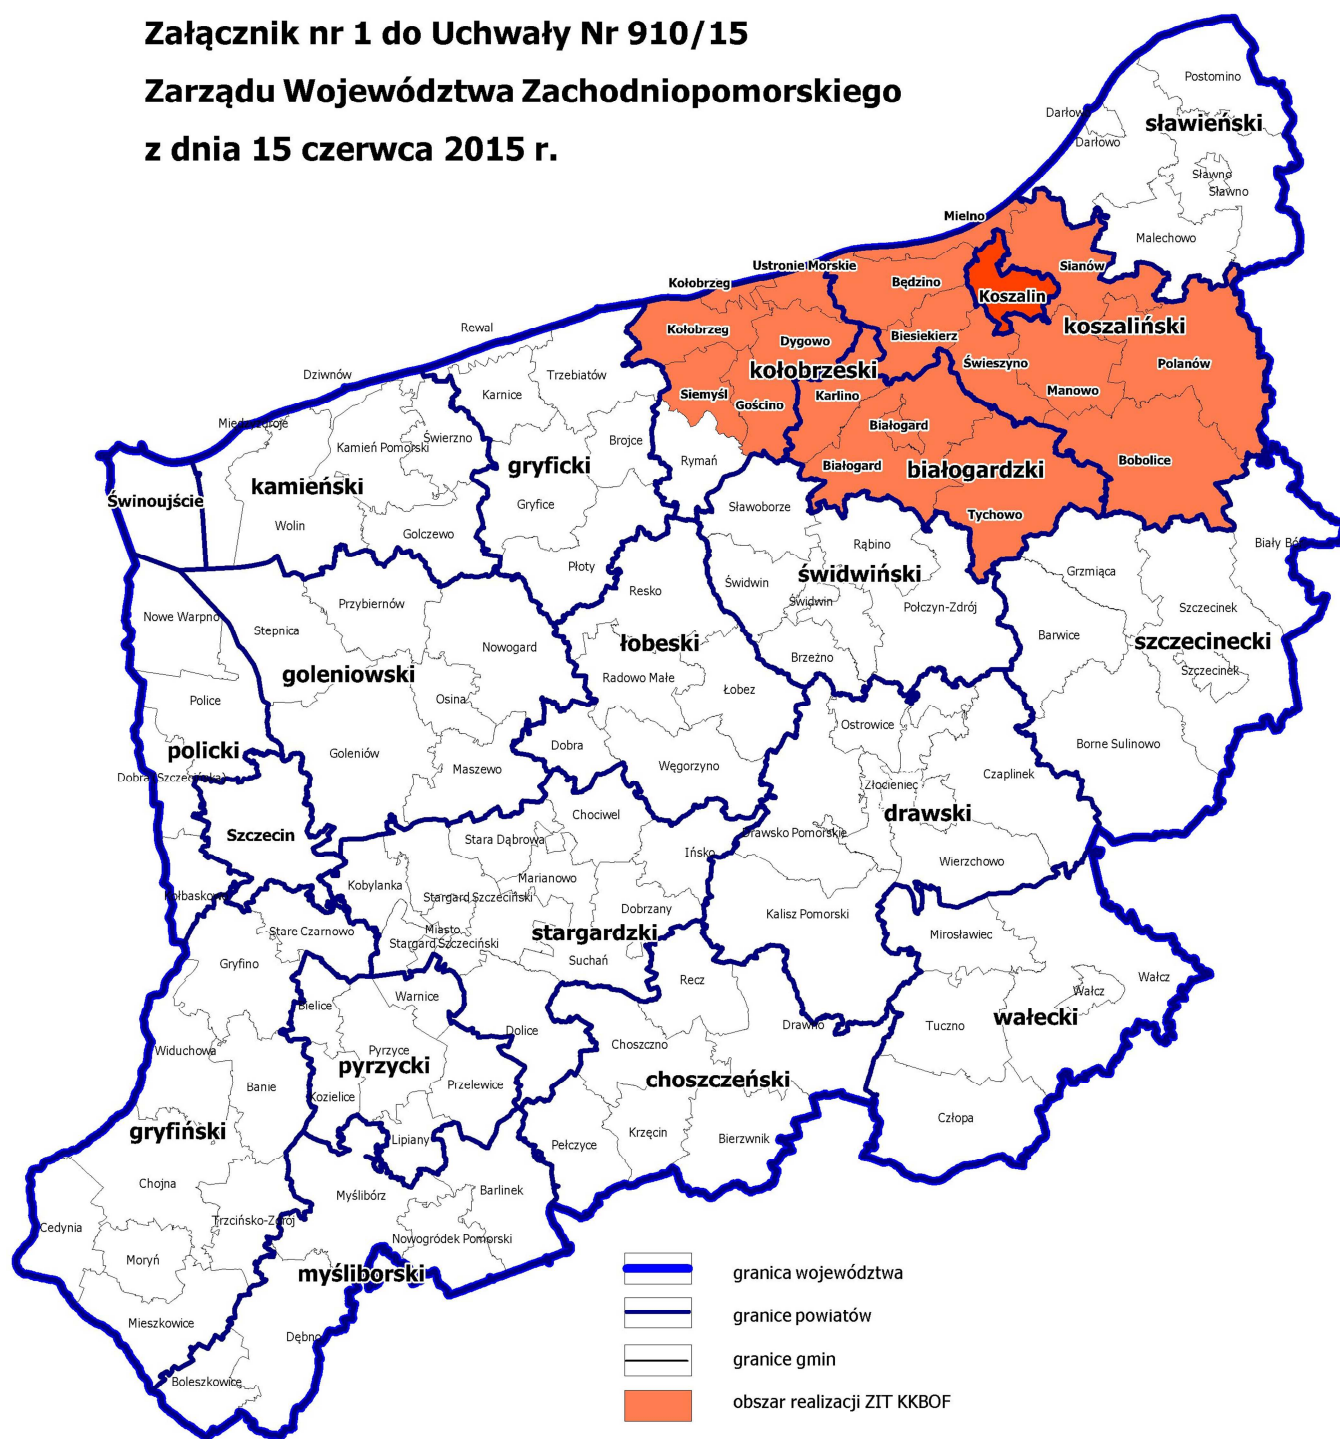 Załącznik nr 1 do Uchwały Nr 910/15
Zarządu Województwa Zachodniopomorskiego
z dnia 15 czerwca 2015 r.
Postomino
Darłowo
sławieński
Darłowo
Sławno
Sławno
Mielno
Malechowo
Ustronie Morskie
Sianów
Kołobrzeg
Będzino
Koszalin
Rewal
Kołobrzeg
Dygowo
Biesiekierz
koszaliński
Dziwnów
Trzebiatów
kołobrzeski
Świeszyno
Polanów
Karnice
Siemyśl
Gościno
Karlino
Manowo
Międzyzdroje
Kamień Pomorski
Świerzno
Brojce
Białogard
gryficki
Rymań
Białogard
białogardzki
Bobolice
kamieński
Świnoujście
Gryfice
Sławoborze
Tychowo
Wolin
Golczewo
Rąbino
Biały Bór
Płoty
Świdwin
świdwiński
Grzmiąca
Resko
Świdwin
Połczyn-Zdrój
Szczecinek
Nowe Warpno
Przybiernów
Stepnica
Nowogard
łobeski
Barwice
szczecinecki
goleniowski
Brzeżno
Szczecinek
Radowo Małe
Łobez
Police
Osina
Ostrowice
policki
Goleniów
Dobra
Borne Sulinowo
Dobra (Szczecińska)
Maszewo
Węgorzyno
Czaplinek
Złocieniec
Chociwel
drawski
Szczecin
Stara Dąbrowa
Drawsko Pomorskie
Ińsko
Wierzchowo
Kołbaskowo
Kobylanka
Marianowo
Stargard Szczeciński
Dobrzany
Kalisz Pomorski
Stare Czarnowo
Miasto
Stargard Szczeciński
stargardzki
Mirosławiec
Gryfino
Suchań
Recz
Wałcz
Wałcz
Bielice
Warnice
Dolice
Drawno
Tuczno
wałecki
Widuchowa
Pyrzyce
Choszczno
pyrzycki
Banie
Przelewice
choszczeński
Kozielice
gryfiński
Lipiany
Pełczyce
Krzęcin
Bierzwnik
Człopa
Chojna
Myślibórz
Barlinek
Cedynia
Trzcińsko-Zdrój
Nowogródek Pomorski
Moryń
myśliborski
granica województwa
Mieszkowice
Dębno
granice powiatów
granice gmin
Boleszkowice
obszar realizacji ZIT KKBOF